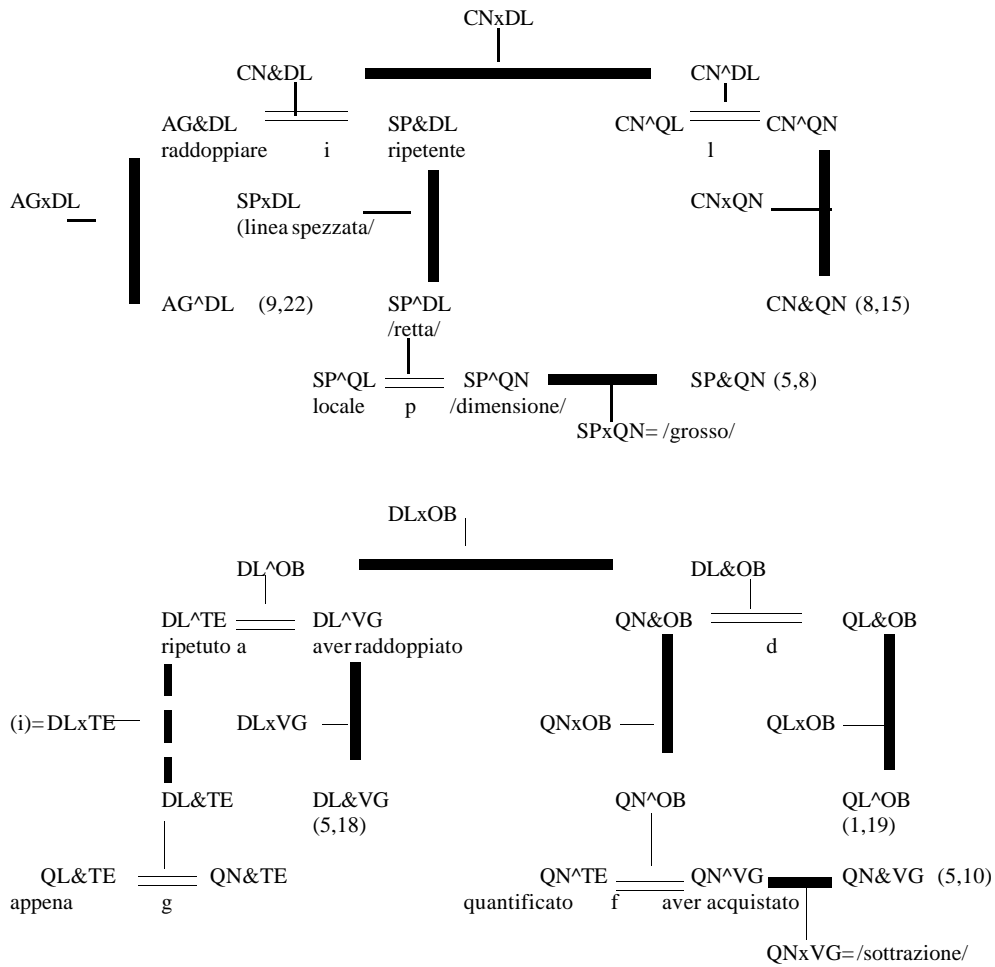 CNxDL
CN&DL CN^DL
AG&DL SP&DL CN^QL CN^QN
raddoppiare i ripetente l
AGxDL SPxDL CNxQN
(linea spezzata/
AG^DL (9,22) SP^DL CN&QN (8,15)
/retta/
SP^QL SP^QN SP&QN (5,8)
locale p /dimensione/
SPxQN= /grosso/
DLxOB
DL^OB DL&OB
DL^TE DL^VG QN&OB QL&OB
ripetuto a aver raddoppiato d
(i)= DLxTE DLxVG QNxOB QLxOB
DL&TE DL&VG QN^OB QL^OB
(5,18) (1,19)
QL&TE QN&TE QN^TE QN^VG QN&VG (5,10)
appena g quantificato f aver acquistato
QNxVG= /sottrazione/